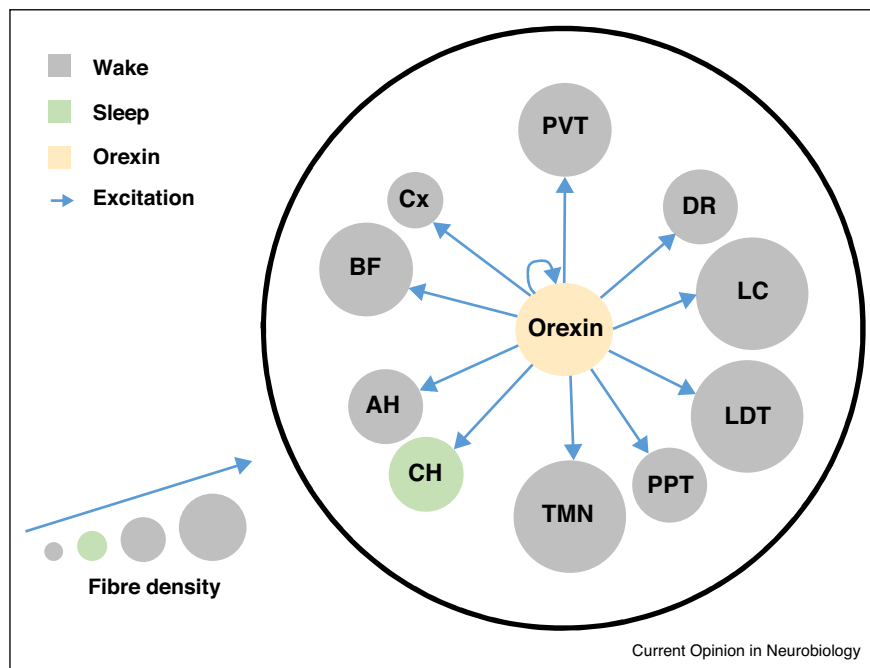 Wake
Sleep
Orexin
Excitation
PVT
Cx
DR
BF
LC
Orexin
AH
LDT
CH
PPT
TMN
Fibre density
Current Opinion in Neurobiology